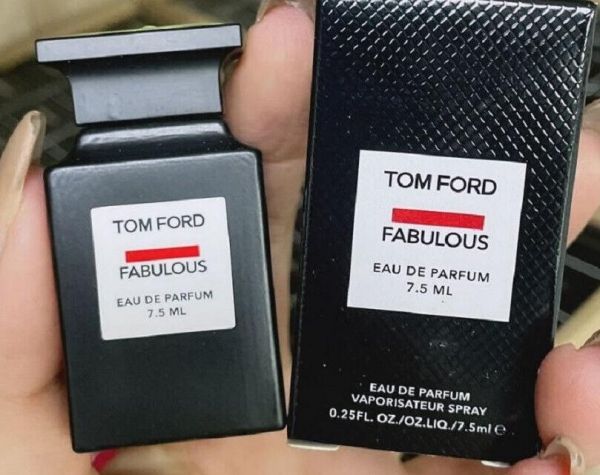 TOM FORD
FABULOUS
EAU DE PARFUM
7.5 ML
TOM FORD
FABULOUS
EAU DE PARFUM
7.5 ML
EAU DE PARFUM
VAPORISATEUR SPRAY
0.25FL. OZ./OZ.LIQ./7.5ml e